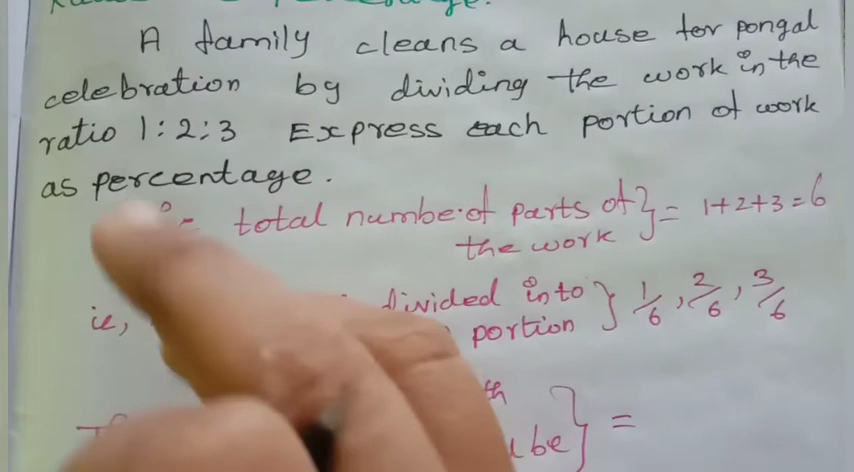 A family cleans a house for pongal
celebration by dividing the work in the
ratio 1:2:3 Express each portion of work
as percentage.
total number of parts of } = 1+2+3=6
the work
ie, divided into } 1/6, 2/6, 3/6
portion
th
be } =